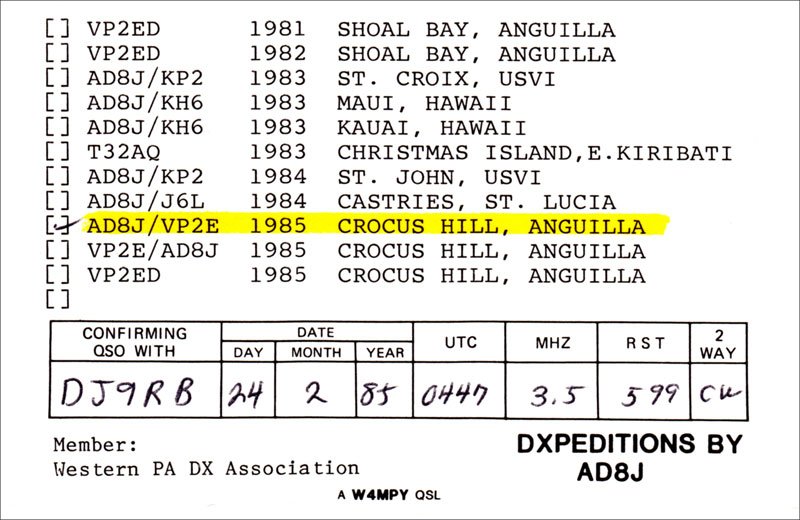 [] VP2ED 1981 SHOAL BAY, ANGUILLA
[] VP2ED 1982 SHOAL BAY, ANGUILLA
[] AD8J/KP2 1983 ST. CROIX, USVI
[] AD8J/KH6 1983 MAUI, HAWAII
[] AD8J/KH6 1983 KAUAI, HAWAII
[] T32AQ 1983 CHRISTMAS ISLAND,E.KIRIBATI
[] AD8J/KP2 1984 ST. JOHN, USVI
[] AD8J/J6L 1984 CASTRIES, ST. LUCIA
[✓] AD8J/VP2E 1985 CROCUS HILL, ANGUILLA
[] VP2E/AD8J 1985 CROCUS HILL, ANGUILLA
[] VP2ED 1985 CROCUS HILL, ANGUILLA
[]
CONFIRMING QSO WITH DATE DAY MONTH YEAR UTC MHZ RST 2 WAY
DJ9RB 24 2 85 0447 3.5 599 CW
Member:
Western PA DX Association
DXPEDITIONS BY
AD8J
A W4MPY QSL